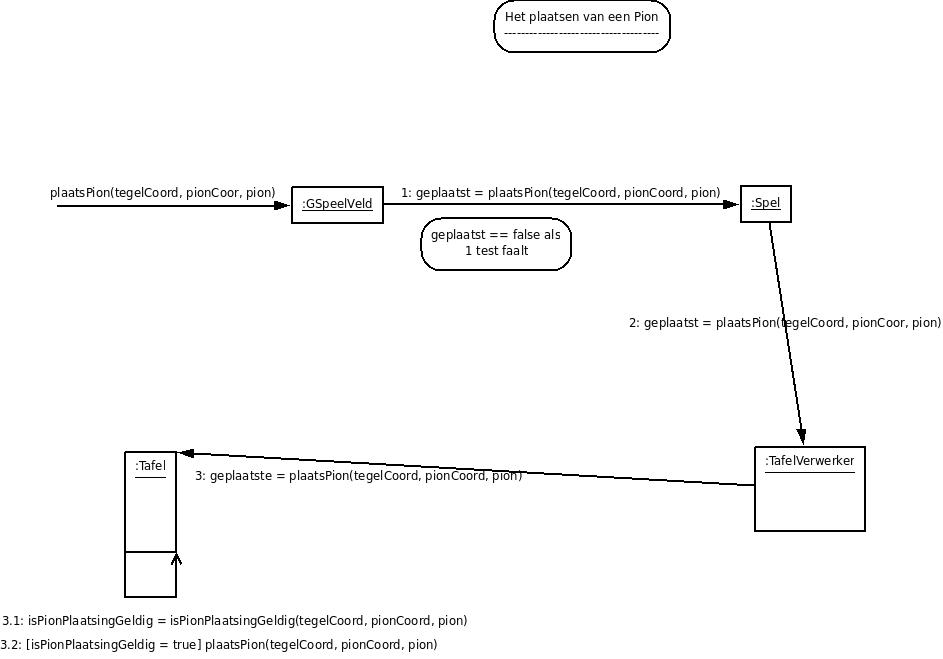 Het plaatsen van een Pion
plaatsPion(tegelCoord, pionCoor, pion)
:GSpeelVeld
1: geplaatst = plaatsPion(tegelCoord, pionCoord, pion)
:Spel
geplaatst == false als
1 test faalt
2: geplaatst = plaatsPion(tegelCoord, pionCoor, pion)
:Tafel
:TafelVerwerker
3: geplaatste = plaatsPion(tegelCoord, pionCoord, pion)
3.1: isPionPlaatsingGeldig = isPionPlaatsingGeldig(tegelCoord, pionCoord, pion)
3.2: [isPionPlaatsingGeldig = true] plaatsPion(tegelCoord, pionCoord, pion)